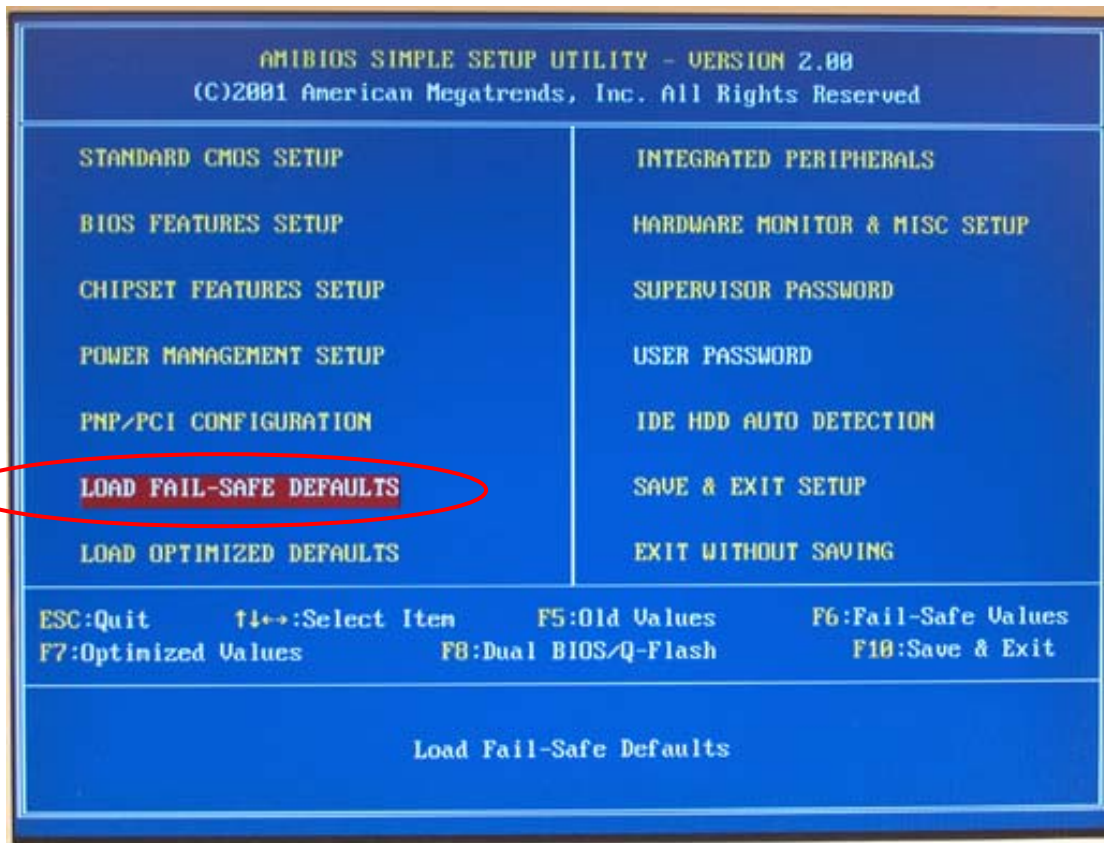 AMIBIOS SIMPLE SETUP UTILITY - VERSION 2.00
(C)2001 American Megatrends, Inc. All Rights Reserved
STANDARD CMOS SETUP
BIOS FEATURES SETUP
CHIPSET FEATURES SETUP
POWER MANAGEMENT SETUP
PNP/PCI CONFIGURATION
LOAD FAIL-SAFE DEFAULTS
LOAD OPTIMIZED DEFAULTS
INTEGRATED PERIPHERALS
HARDWARE MONITOR & MISC SETUP
SUPERVISOR PASSWORD
USER PASSWORD
IDE HDD AUTO DETECTION
SAVE & EXIT SETUP
EXIT WITHOUT SAVING
ESC:Quit ↑↓←→:Select Item F5:Old Values F6:Fail-Safe Values
F7:Optimized Values F8:Dual BIOS/Q-Flash F10:Save & Exit
Load Fail-Safe Defaults